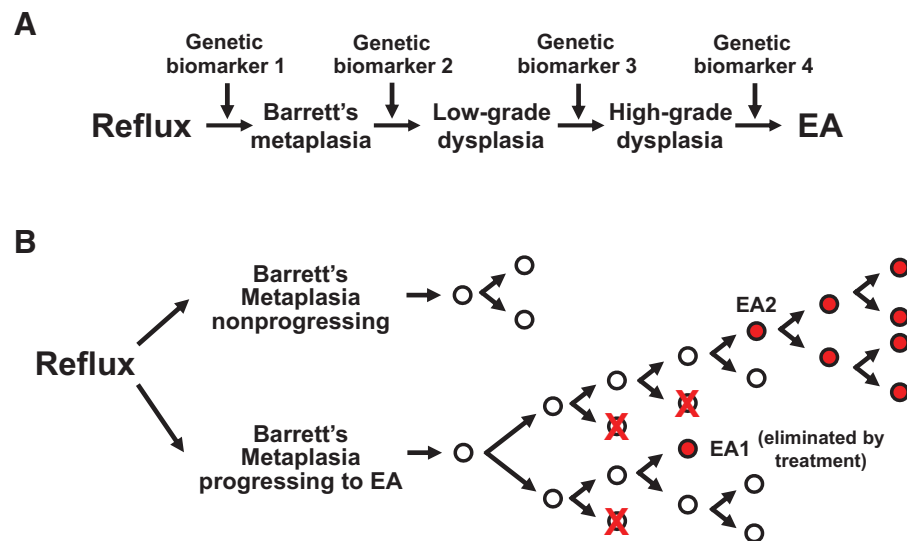 A
Genetic
biomarker 1
Genetic
biomarker 2
Genetic
biomarker 3
Genetic
biomarker 4
Reflux
Barrett's
metaplasia
Low-grade
dysplasia
High-grade
dysplasia
EA
B
Barrett's
Metaplasia
nonprogressing
Reflux
Barrett's
Metaplasia
progressing to EA
EA2
EA1 (eliminated by
treatment)